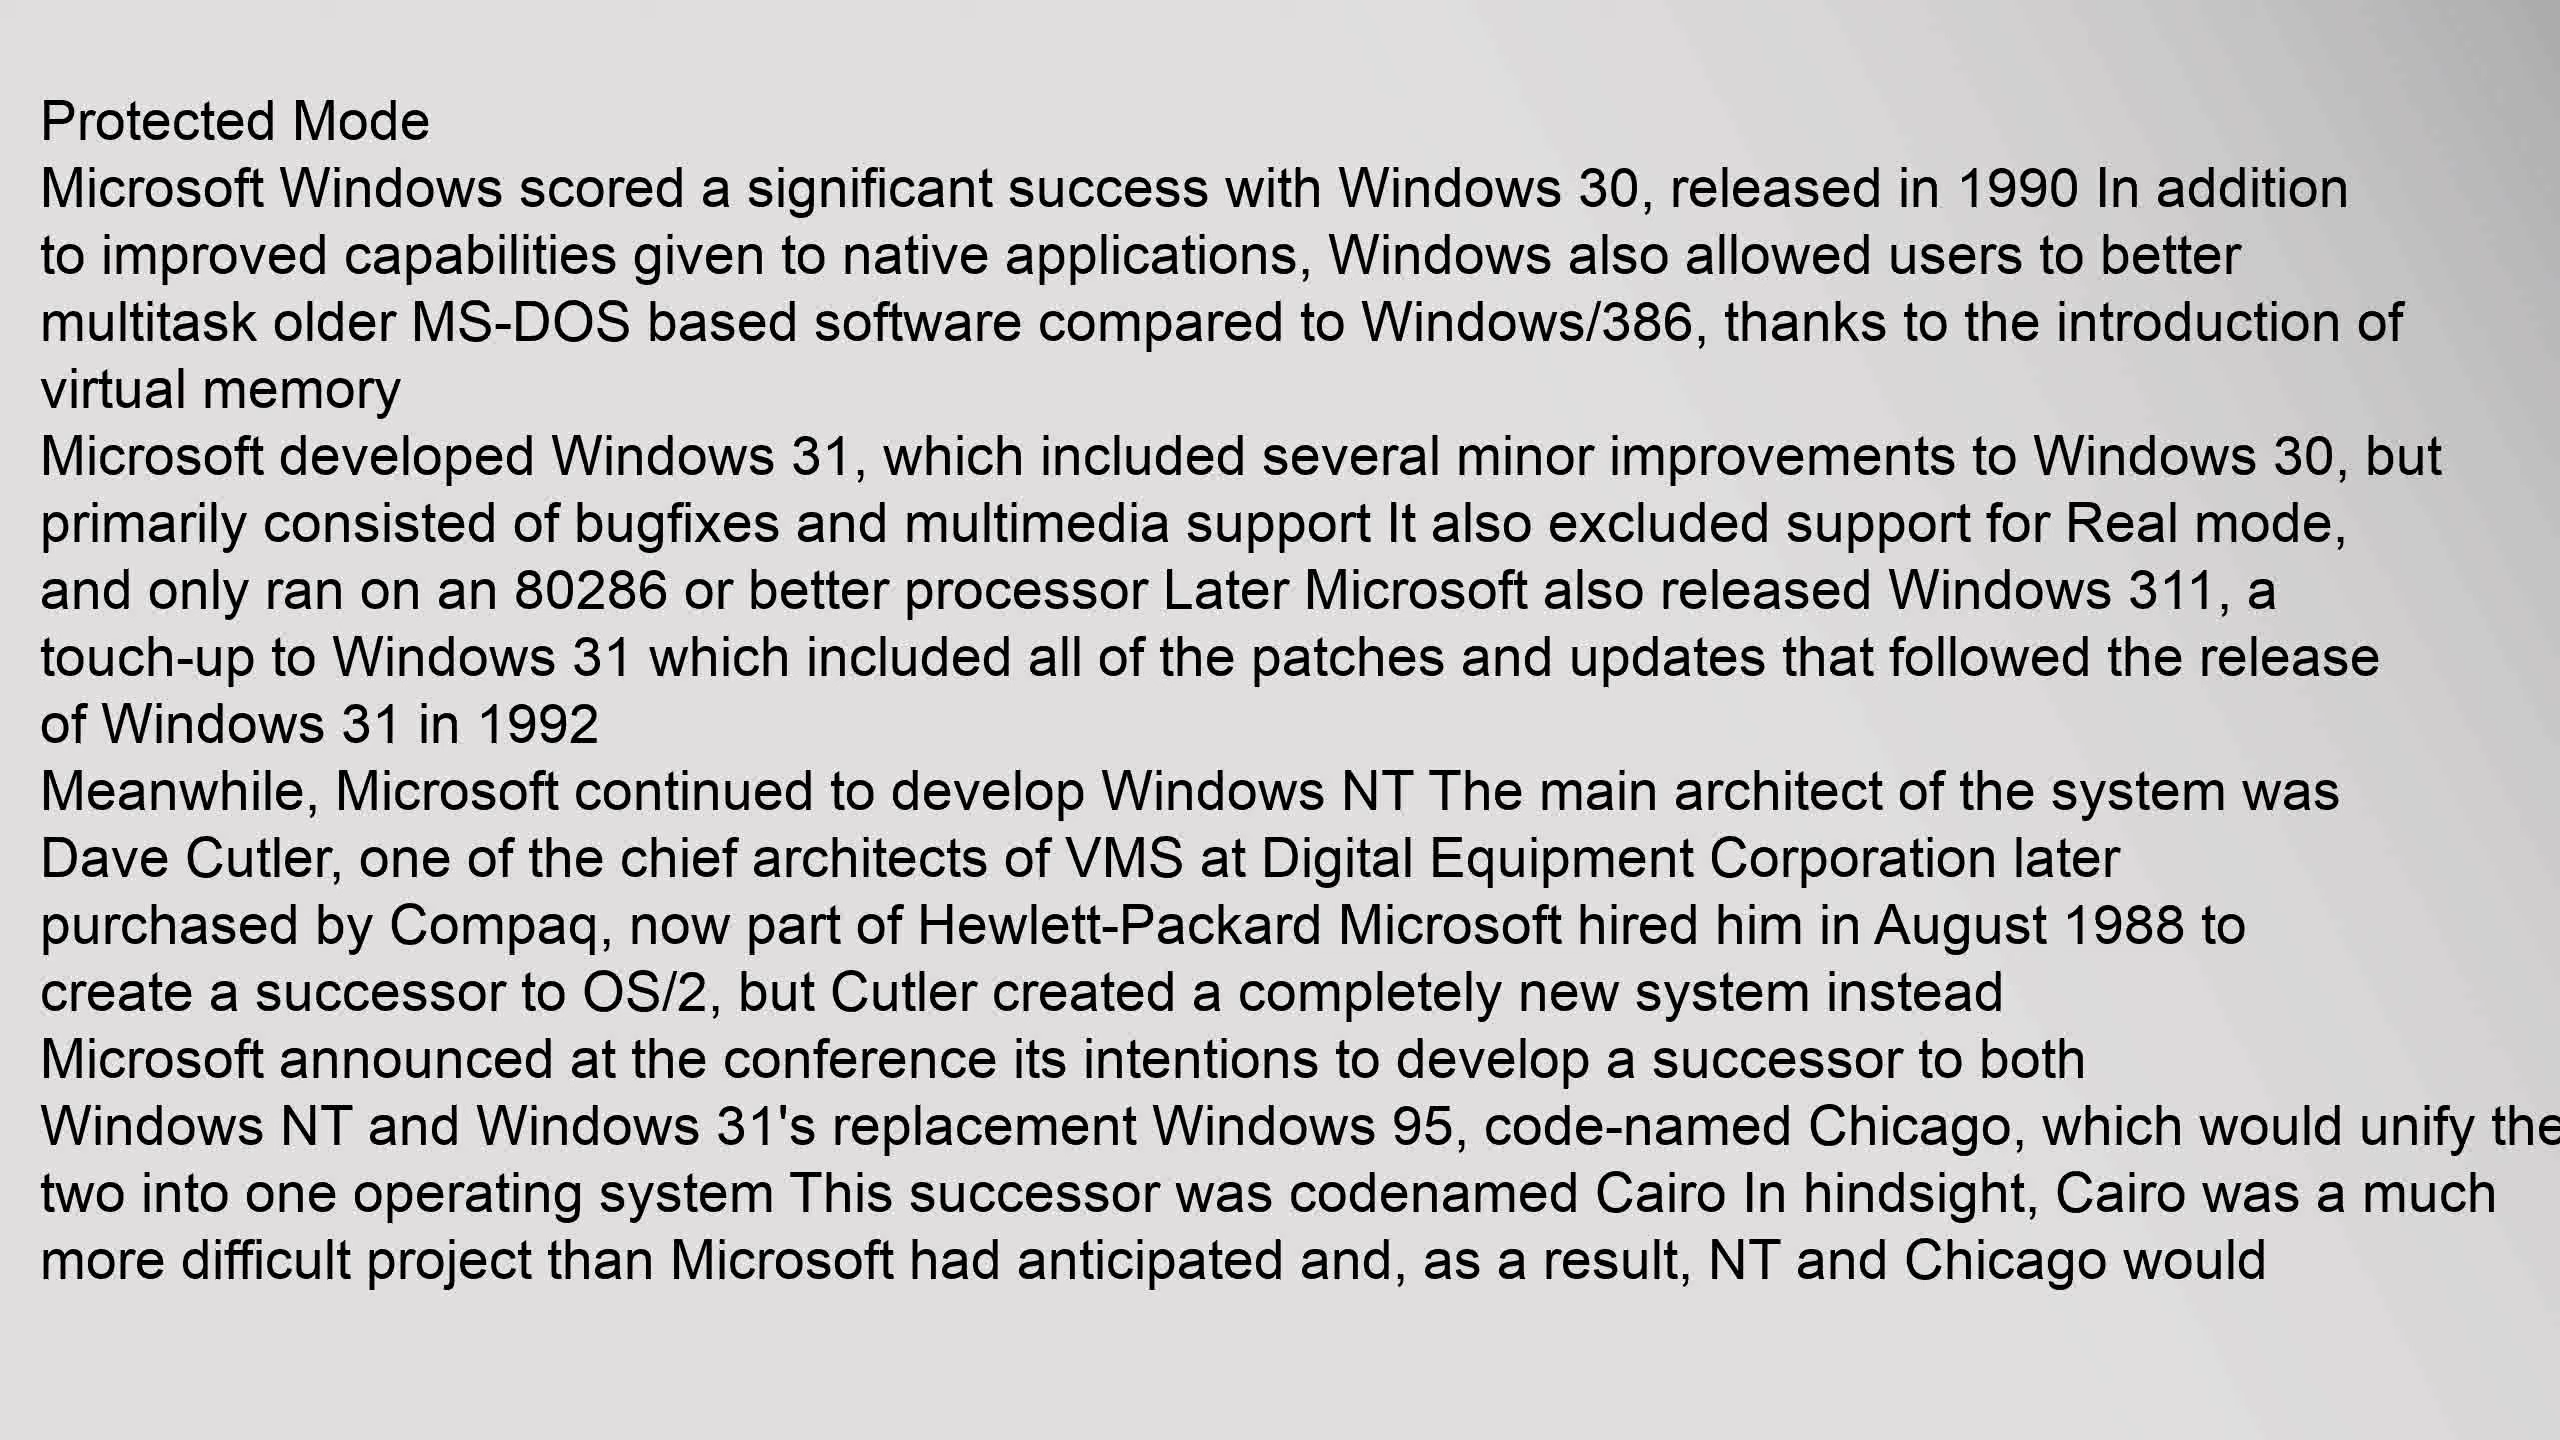 Protected Mode
Microsoft Windows scored a significant success with Windows 30, released in 1990 In addition
to improved capabilities given to native applications, Windows also allowed users to better
multitask older MS-DOS based software compared to Windows/386, thanks to the introduction of
virtual memory
Microsoft developed Windows 31, which included several minor improvements to Windows 30, but
primarily consisted of bugfixes and multimedia support It also excluded support for Real mode,
and only ran on an 80286 or better processor Later Microsoft also released Windows 311, a
touch-up to Windows 31 which included all of the patches and updates that followed the release
of Windows 31 in 1992
Meanwhile, Microsoft continued to develop Windows NT The main architect of the system was
Dave Cutler, one of the chief architects of VMS at Digital Equipment Corporation later
purchased by Compaq, now part of Hewlett-Packard Microsoft hired him in August 1988 to
create a successor to OS/2, but Cutler created a completely new system instead
Microsoft announced at the conference its intentions to develop a successor to both
Windows NT and Windows 31's replacement Windows 95, code-named Chicago, which would unify the
two into one operating system This successor was codenamed Cairo In hindsight, Cairo was a much
more difficult project than Microsoft had anticipated and, as a result, NT and Chicago would